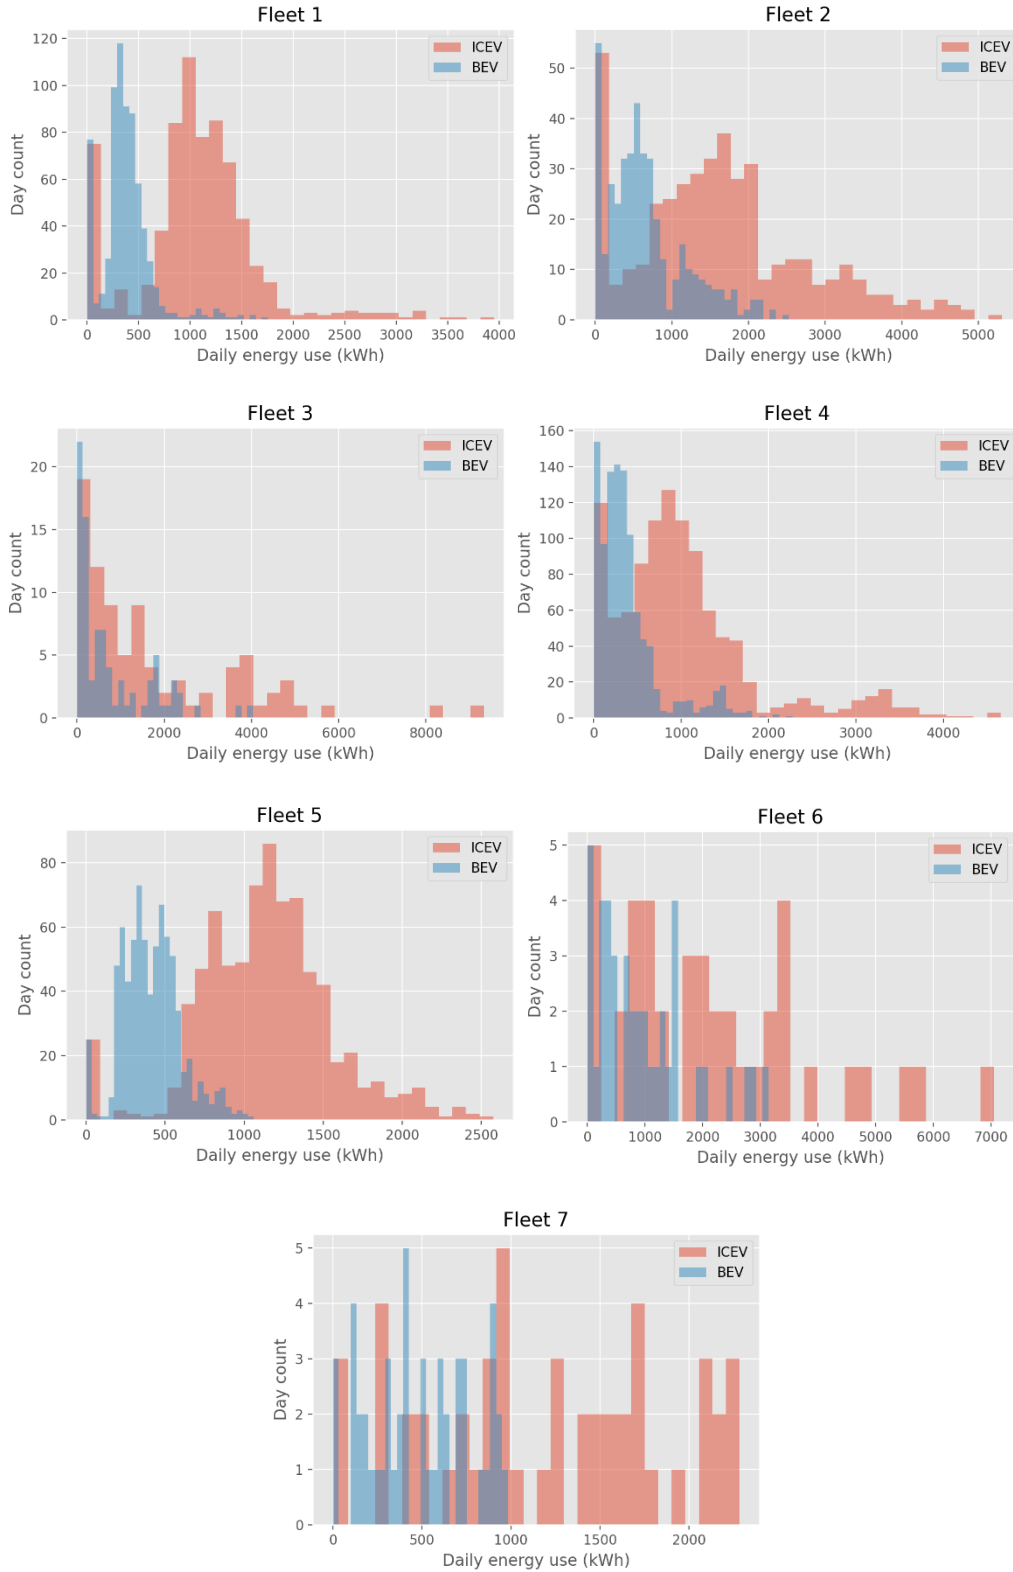 Fleet 1
ICEV
BEV
120
100
80
60
40
20
0
Day count
0 500 1000 1500 2000 2500 3000 3500 4000
Daily energy use (kWh)
Fleet 2
ICEV
BEV
50
40
30
20
10
0
Day count
0 1000 2000 3000 4000 5000
Daily energy use (kWh)
Fleet 3
ICEV
BEV
20
15
10
5
0
Day count
0 2000 4000 6000 8000
Daily energy use (kWh)
Fleet 4
ICEV
BEV
160
140
120
100
80
60
40
20
0
Day count
0 1000 2000 3000 4000
Daily energy use (kWh)
Fleet 5
ICEV
BEV
80
60
40
20
0
Day count
0 500 1000 1500 2000 2500
Daily energy use (kWh)
Fleet 6
ICEV
BEV
5
4
3
2
1
0
Day count
0 1000 2000 3000 4000 5000 6000 7000
Daily energy use (kWh)
Fleet 7
ICEV
BEV
5
4
3
2
1
0
Day count
0 500 1000 1500 2000
Daily energy use (kWh)